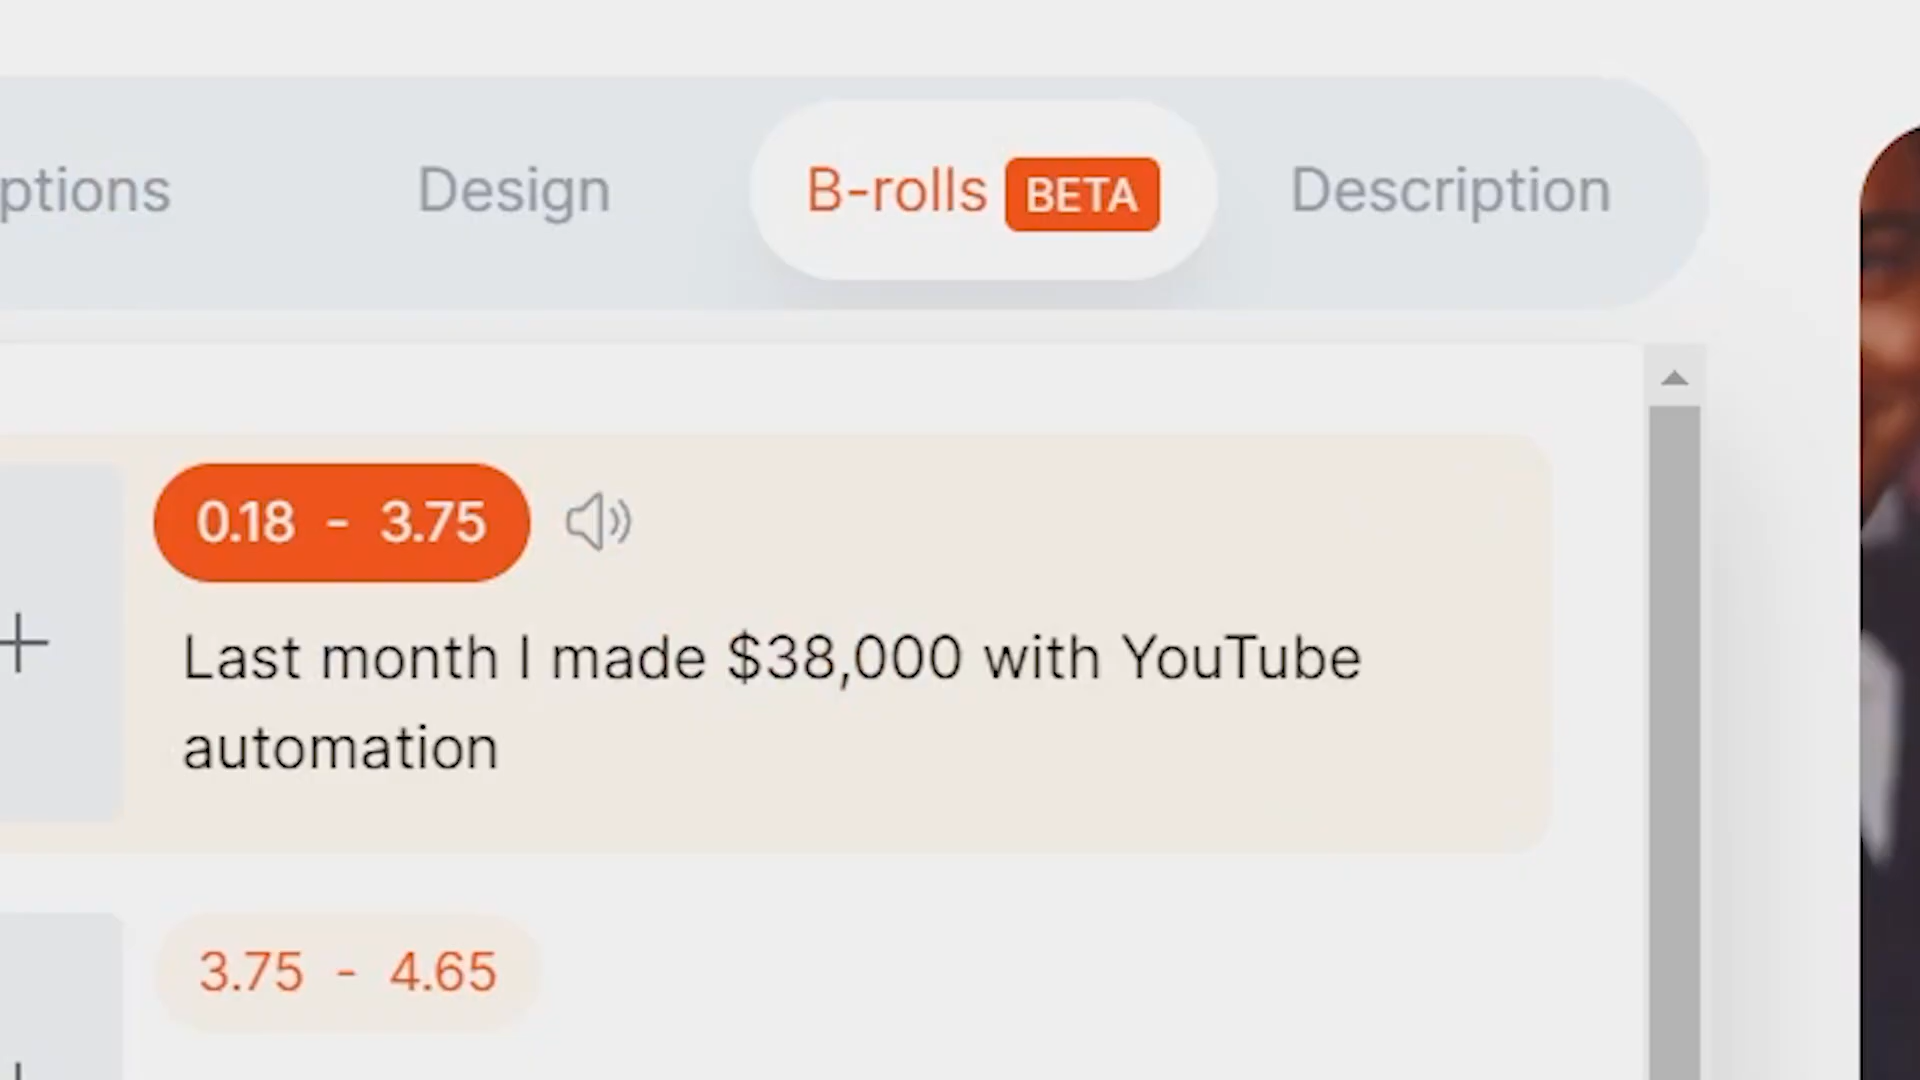 ptions Design B-rolls BETA Description
0.18 - 3.75
Last month I made $38,000 with YouTube
automation
3.75 - 4.65